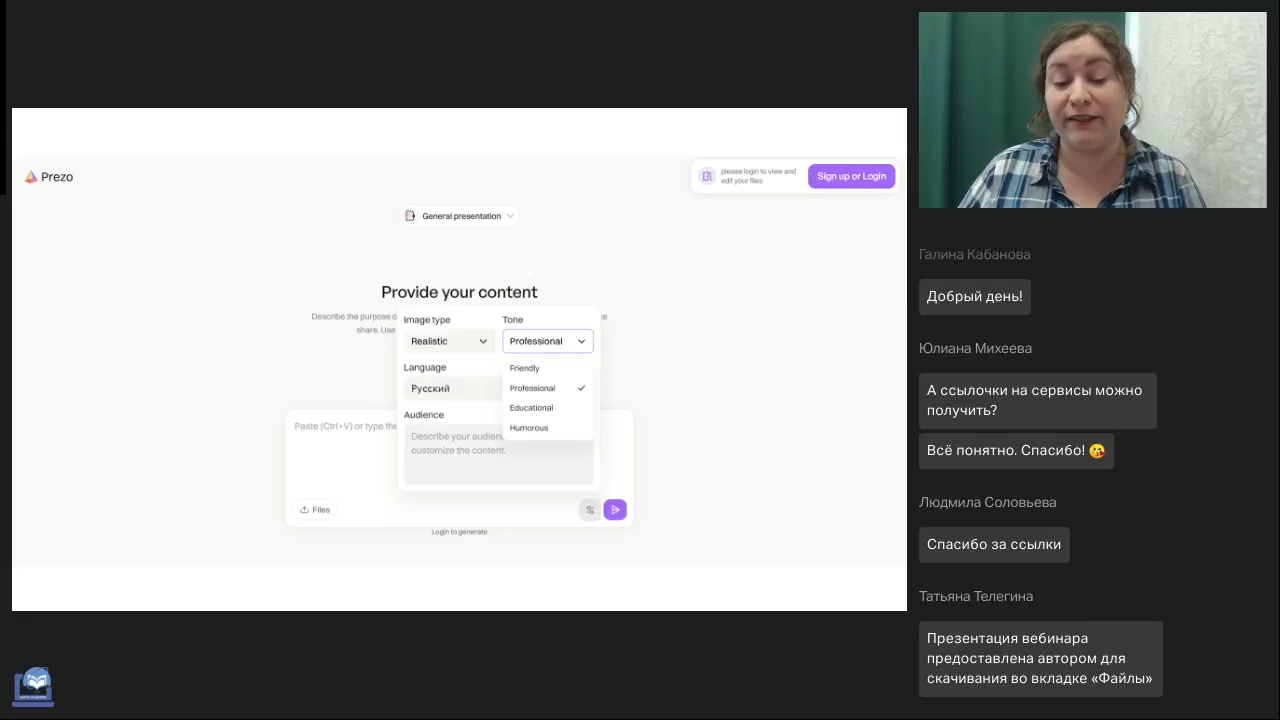 Prezo
please login to view and
edit your files
Sign up or Login
General presentation
Provide your content
Describe the purpose o
share. Use
Image type
Tone
Realistic
Professional
Language
Friendly
Русский
Professional
Educational
Audience
Humorous
Describe your audien
customize the content.
Paste (Ctrl+V) or type the
Files
Login to generate
Галина Кабанова
Добрый день!
Юлиана Михеева
А ссылочки на сервисы можно
получить?
Всё понятно. Спасибо! 😘
Людмила Соловьева
Спасибо за ссылки
Татьяна Телегина
Презентация вебинара
предоставлена автором для
скачивания во вкладке «Файлы»